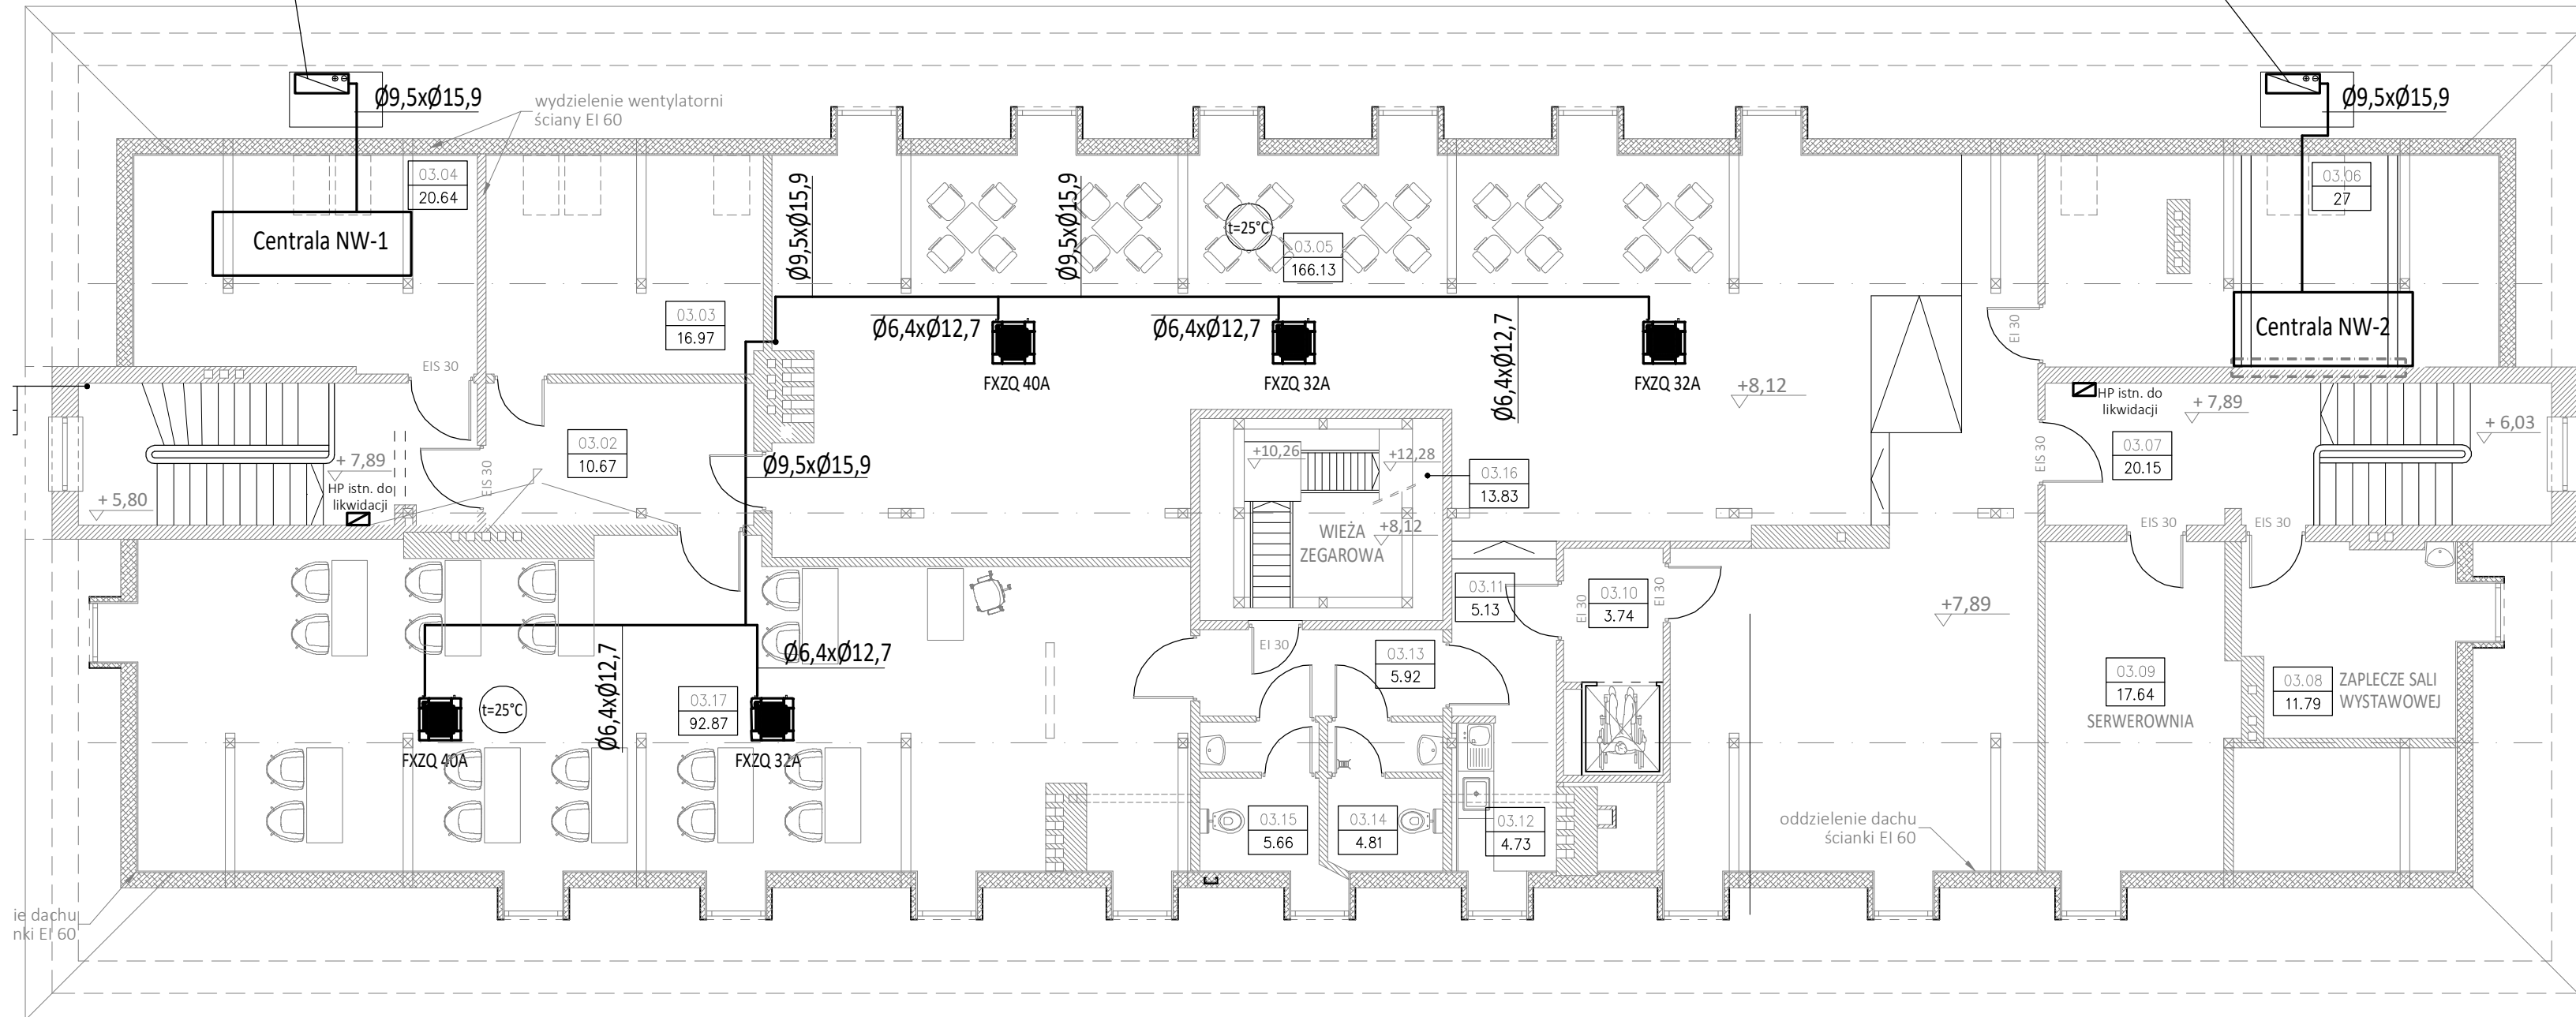 Ø9,5xØ15,9
wydzielenie wentylatorni
ściany EI 60
Ø9,5xØ15,9
03.04
20.64
Centrala NW-1
03.03
16.97
Ø9,5xØ15,9
Ø9,5xØ15,9
t=25°C
03.05
166.13
03.06
27
Centrala NW-2
Ø6,4xØ12,7
FXZQ 40A
Ø6,4xØ12,7
FXZQ 32A
Ø6,4xØ12,7
FXZQ 32A
+8,12
EI 30
EIS 30
HP istn. do
likwidacji
+ 7,89
+ 6,03
03.07
20.15
EIS 30
EIS 30
EIS 30
03.02
10.67
EIS 30
+ 7,89
HP istn. do
likwidacji
+ 5,80
Ø9,5xØ15,9
+10,26
+12,28
03.16
13.83
WIEŻA
ZEGAROWA
+8,12
03.11
5.13
EI 30
03.10
3.74
EI 30
+7,89
EI 30
03.13
5.92
Ø6,4xØ12,7
Ø6,4xØ12,7
t=25°C
03.17
92.87
FXZQ 40A
FXZQ 32A
03.09
17.64
SERWEROWNIA
03.08
11.79
ZAPLECZE SALI
WYSTAWOWEJ
03.15
5.66
03.14
4.81
03.12
4.73
oddzielenie dachu
ścianki EI 60
ie dachu
nki EI 60